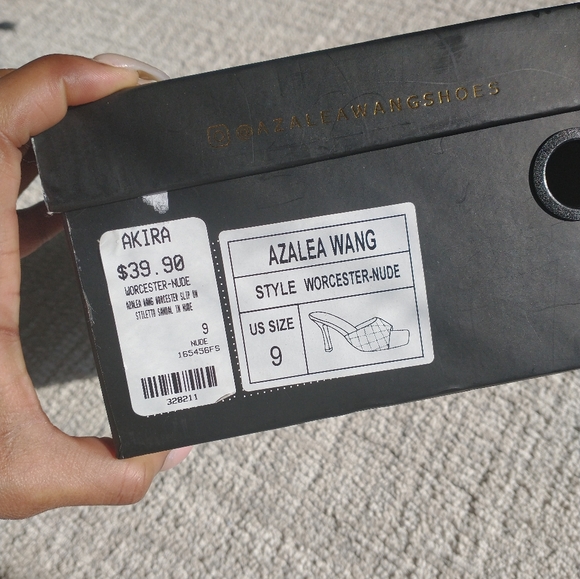 @AZALEAWANGSHOES
AKIRA
$39.90
WORCESTER-NUDE
AZALEA WANG WORCESTER SLIP ON
STILETTO SANDAL IN NUDE
9
NUDE
165456FS
328211
AZALEA WANG
STYLE WORCESTER-NUDE
US SIZE
9